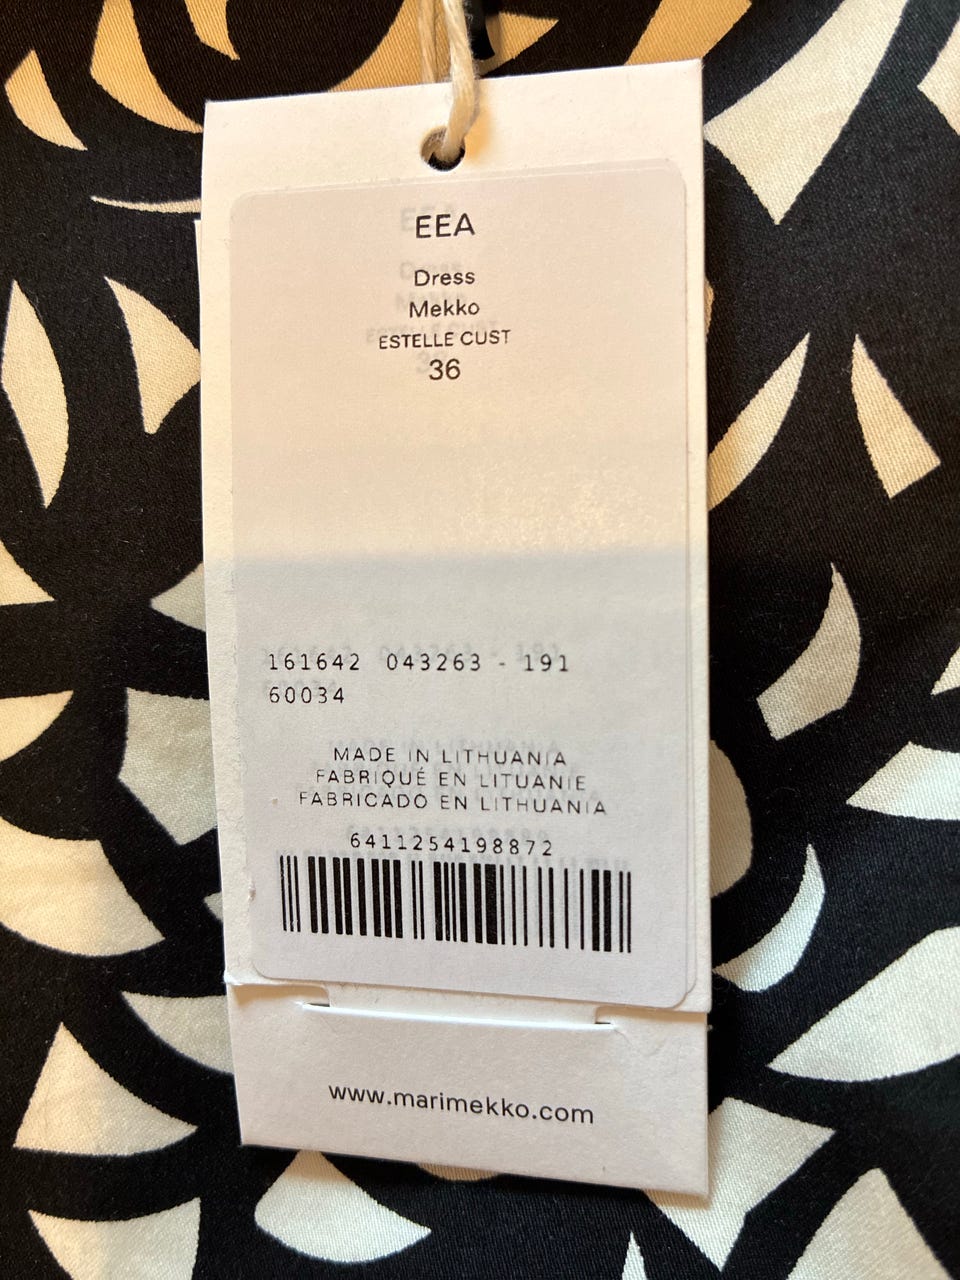 EEA
Dress
Mekko
ESTELLE CUST
36
161642 043263 - 191
60034
MADE IN LITHUANIA
FABRIQUÉ EN LITUANIE
FABRICADO EN LITHUANIA
6411254198872
www.marimekko.com